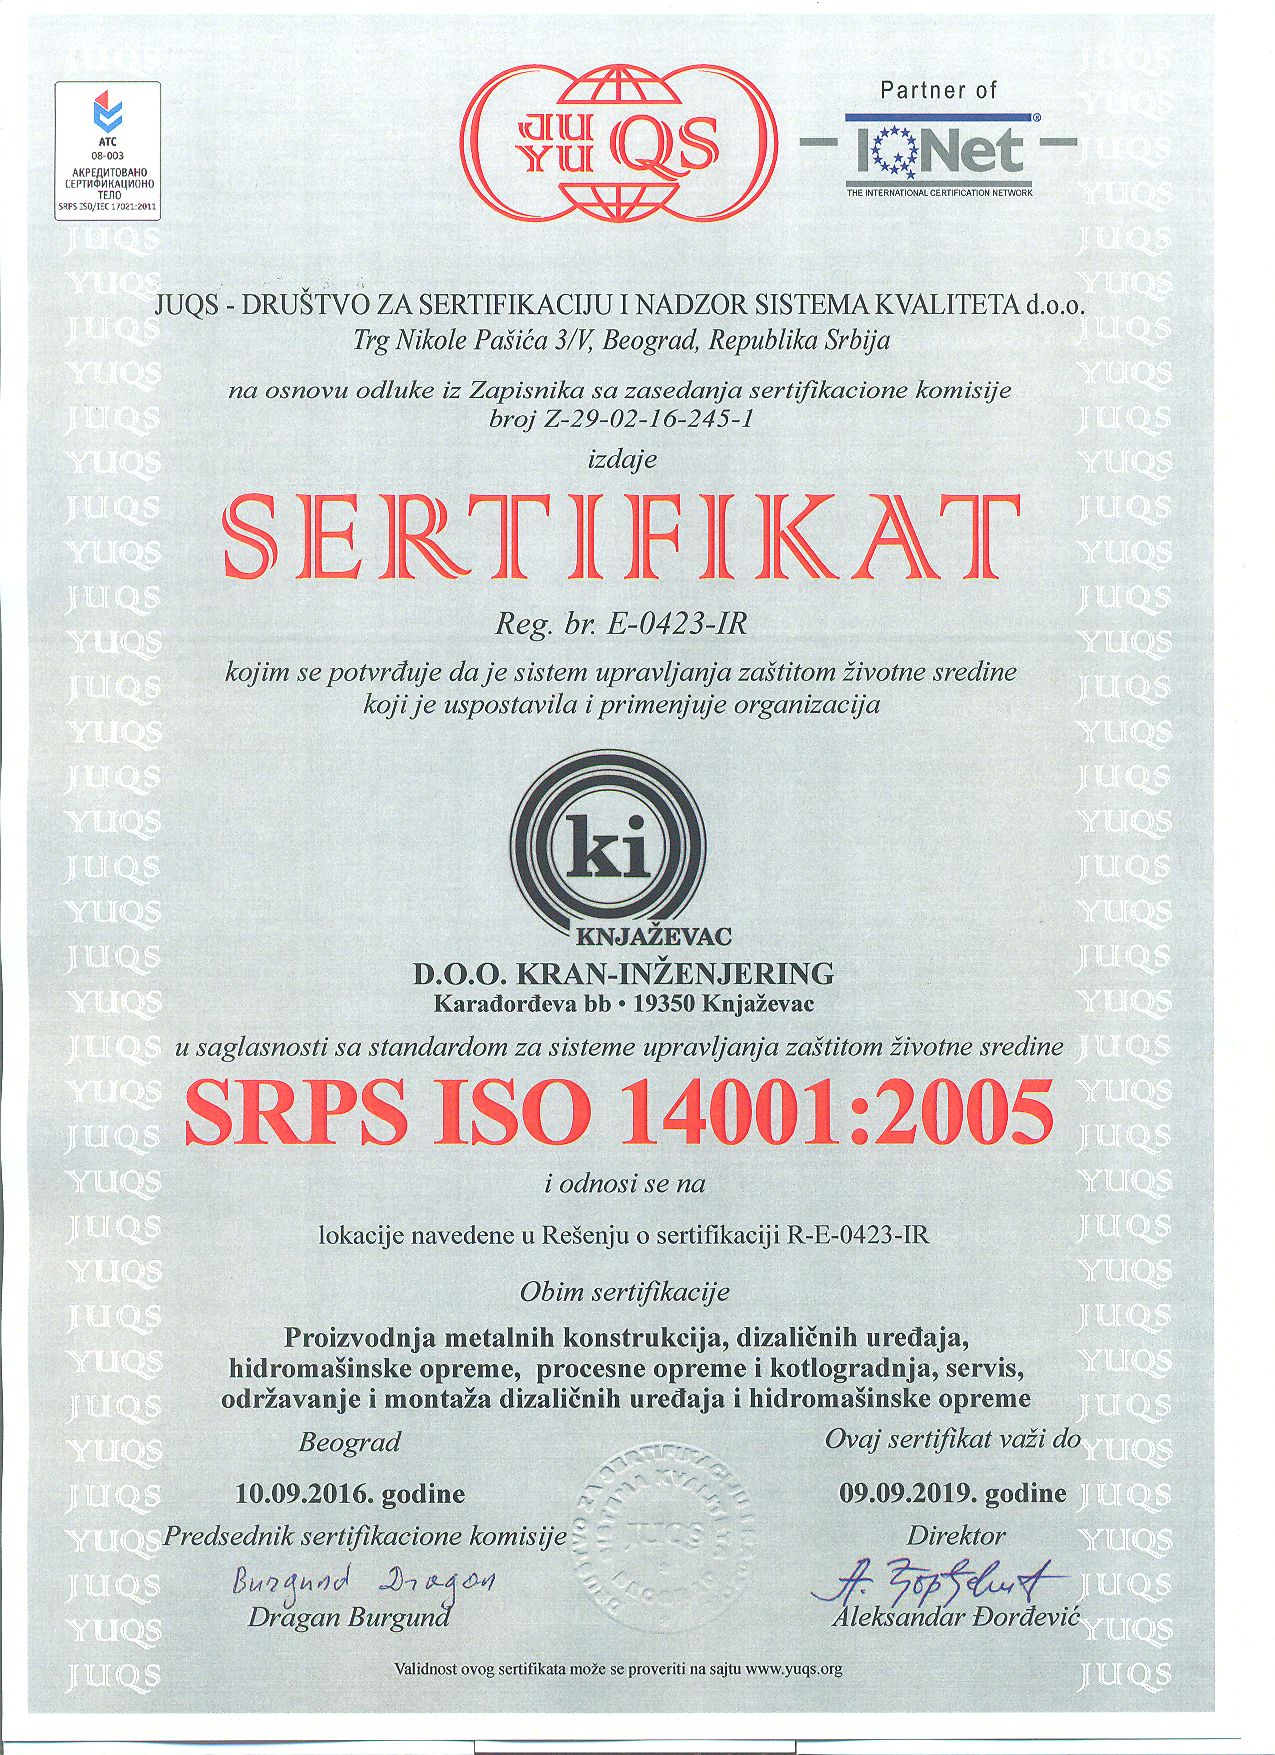 АТС
08-003
АКРЕДИТОВАНО
СЕРТИФИКАЦИОНО
ТЕЛО
SRPS ISO/IEC 17021:2011
JU
YU QS
Partner of
IQNet®
THE INTERNATIONAL CERTIFICATION NETWORK
JUQS - DRUŠTVO ZA SERTIFIKACIJU I NADZOR SISTEMA KVALITETA d.o.o.
Trg Nikole Pašića 3/V, Beograd, Republika Srbija
na osnovu odluke iz Zapisnika sa zasedanja sertifikacione komisije
broj Z-29-02-16-245-1
izdaje
SERTIFIKAT
Reg. br. E-0423-IR
kojim se potvrđuje da je sistem upravljanja zaštitom životne sredine
koji je uspostavila i primenjuje organizacija
ki
KNJAŽEVAC
D.O.O. KRAN-INŽENJERING
Karađorđeva bb • 19350 Knjaževac
u saglasnosti sa standardom za sisteme upravljanja zaštitom životne sredine
SRPS ISO 14001:2005
i odnosi se na
lokacije navedene u Rešenju o sertifikaciji R-E-0423-IR
Obim sertifikacije
Proizvodnja metalnih konstrukcija, dizaličnih uređaja,
hidromašinske opreme, procesne opreme i kotlogradnja, servis,
održavanje i montaža dizaličnih uređaja i hidromašinske opreme
Beograd
Ovaj sertifikat važi do
10.09.2016. godine
09.09.2019. godine
Predsednik sertifikacione komisije
Direktor
Burgund Dragan
Dragan Burgund
Aleksandar Đorđević
Validnost ovog sertifikata može se proveriti na sajtu www.yuqs.org